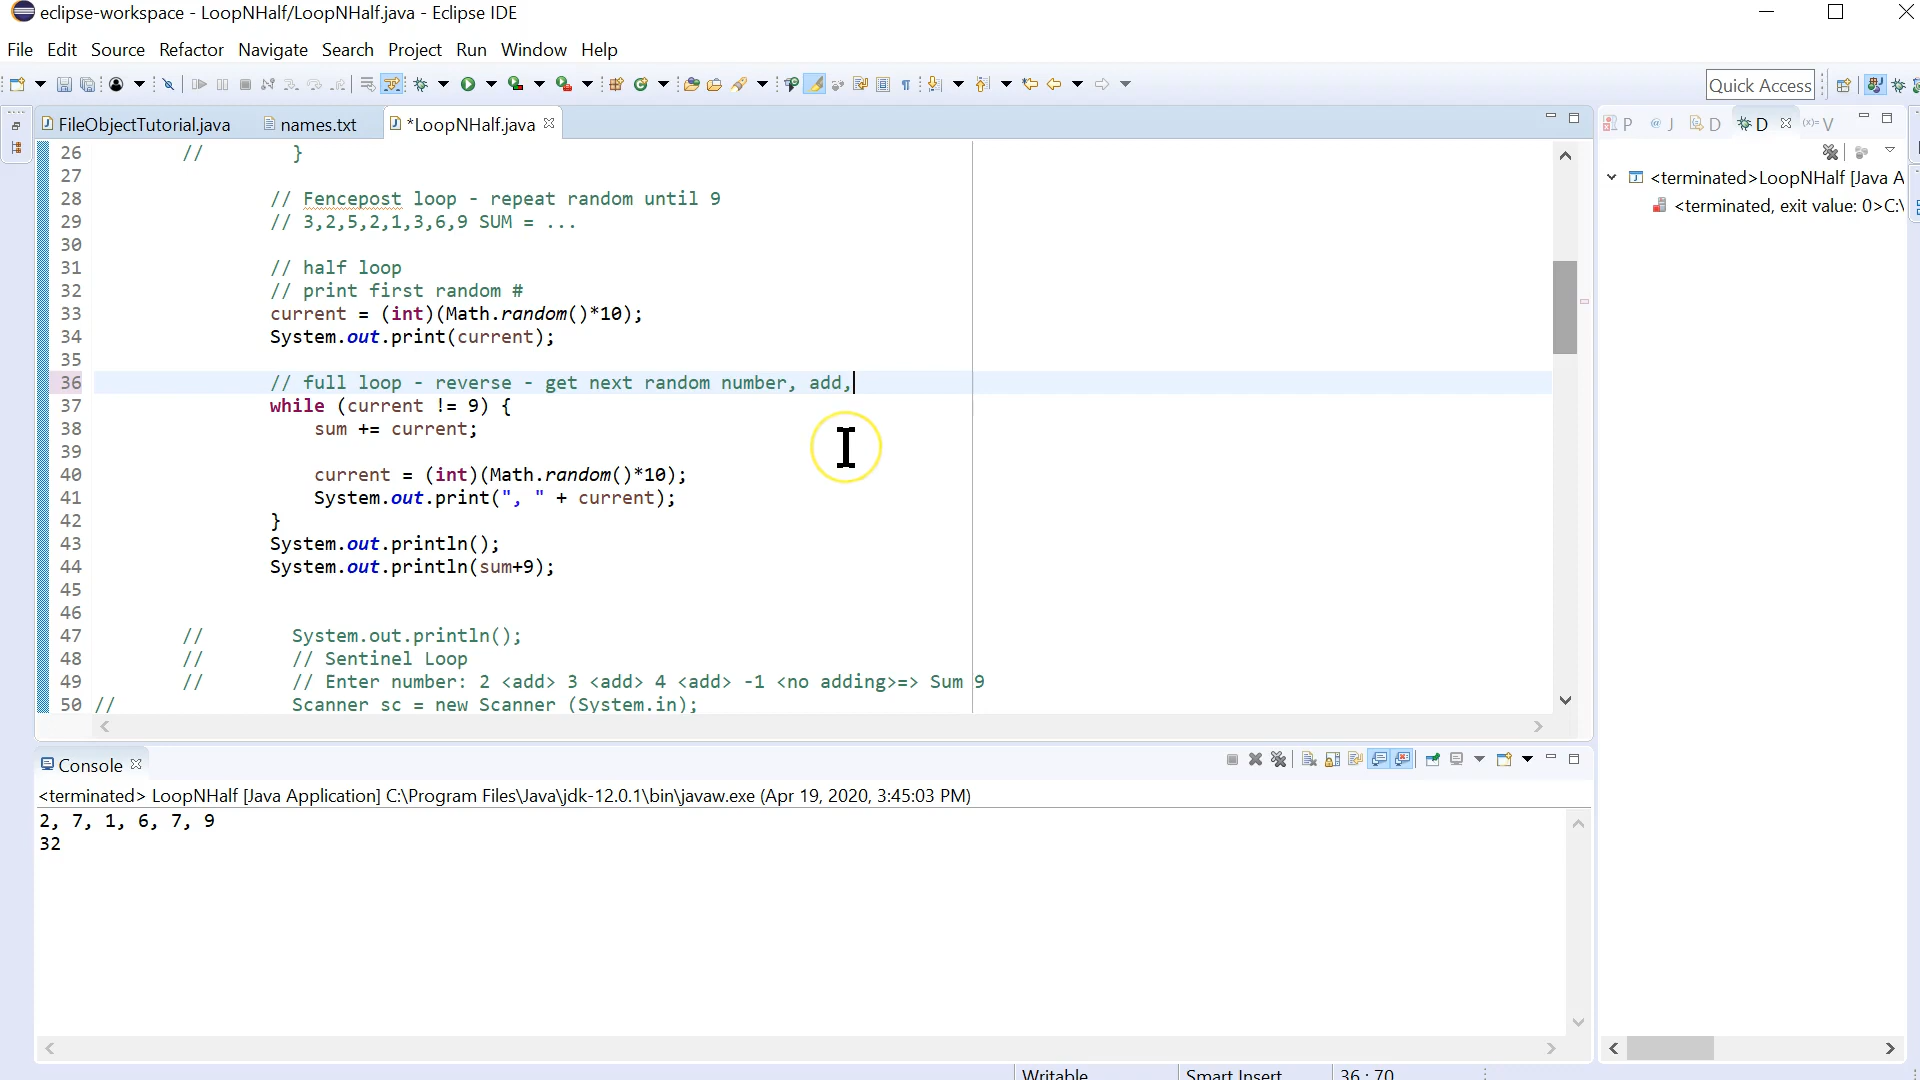 eclipse-workspace - LoopNHalf/LoopNHalf.java - Eclipse IDE
File Edit Source Refactor Navigate Search Project Run Window Help
Quick Access
FileObjectTutorial.java names.txt *LoopNHalf.java
P @ J D D (x)= V
26 // }
27
28 // Fencepost loop - repeat random until 9
29 // 3,2,5,2,1,3,6,9 SUM = ...
30
31 // half loop
32 // print first random #
33 current = (int)(Math.random()*10);
34 System.out.print(current);
35
36 // full loop - reverse - get next random number, add,
37 while (current != 9) {
38 sum += current;
39
40 current = (int)(Math.random()*10);
41 System.out.print(", " + current);
42 }
43 System.out.println();
44 System.out.println(sum+9);
45
46
47 // System.out.println();
48 // // Sentinel Loop
49 // // Enter number: 2 <add> 3 <add> 4 <add> -1 <no adding>=> Sum 9
50 // Scanner sc = new Scanner (System.in);
<terminated>LoopNHalf [Java A
<terminated, exit value: 0>C:\
Console
<terminated> LoopNHalf [Java Application] C:\Program Files\Java\jdk-12.0.1\bin\javaw.exe (Apr 19, 2020, 3:45:03 PM)
2, 7, 1, 6, 7, 9
32
Writable Smart Insert 36 : 70